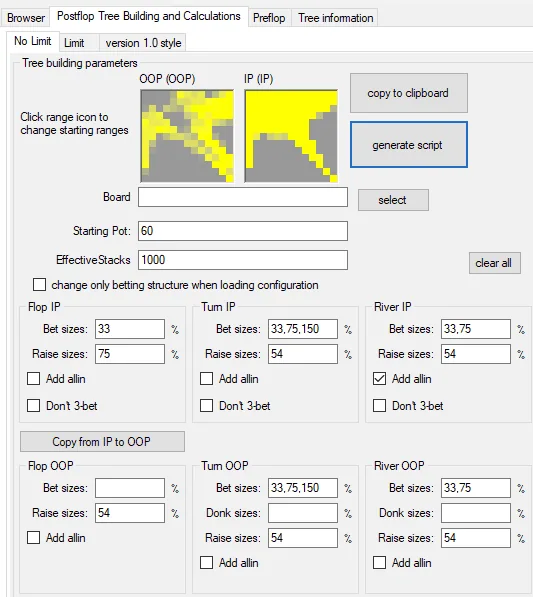 Browser Postflop Tree Building and Calculations Preflop Tree information
No Limit Limit version 1.0 style
Tree building parameters
OOP (OOP) IP (IP)
copy to clipboard
Click range icon to
change starting ranges
generate script
Board select
Starting Pot: 60
EffectiveStacks 1000
clear all
change only betting structure when loading configuration
Flop IP Turn IP River IP
Bet sizes: 33 % Bet sizes: 33,75,150 % Bet sizes: 33,75 %
Raise sizes: 75 % Raise sizes: 54 % Raise sizes: 54 %
Add allin Add allin Add allin
Don't 3-bet Don't 3-bet Don't 3-bet
Copy from IP to OOP
Flop OOP Turn OOP River OOP
Bet sizes: % Bet sizes: 33,75,150 % Bet sizes: 33,75 %
Raise sizes: 54 % Donk sizes: % Donk sizes: %
Add allin Raise sizes: 54 % Raise sizes: 54 %
Add allin Add allin